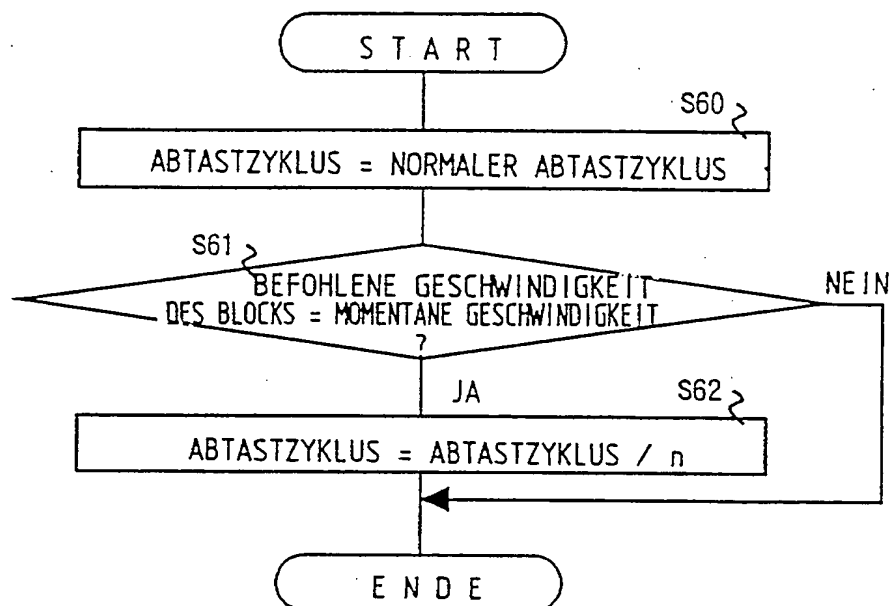 START
S60
ABTASTZYKLUS = NORMALER ABTASTZYKLUS
S61
BEFOHLENE GESCHWINDIGKEIT
DES BLOCKS = MOMENTANE GESCHWINDIGKEIT
?
NEIN
JA
S62
ABTASTZYKLUS = ABTASTZYKLUS / n
ENDE